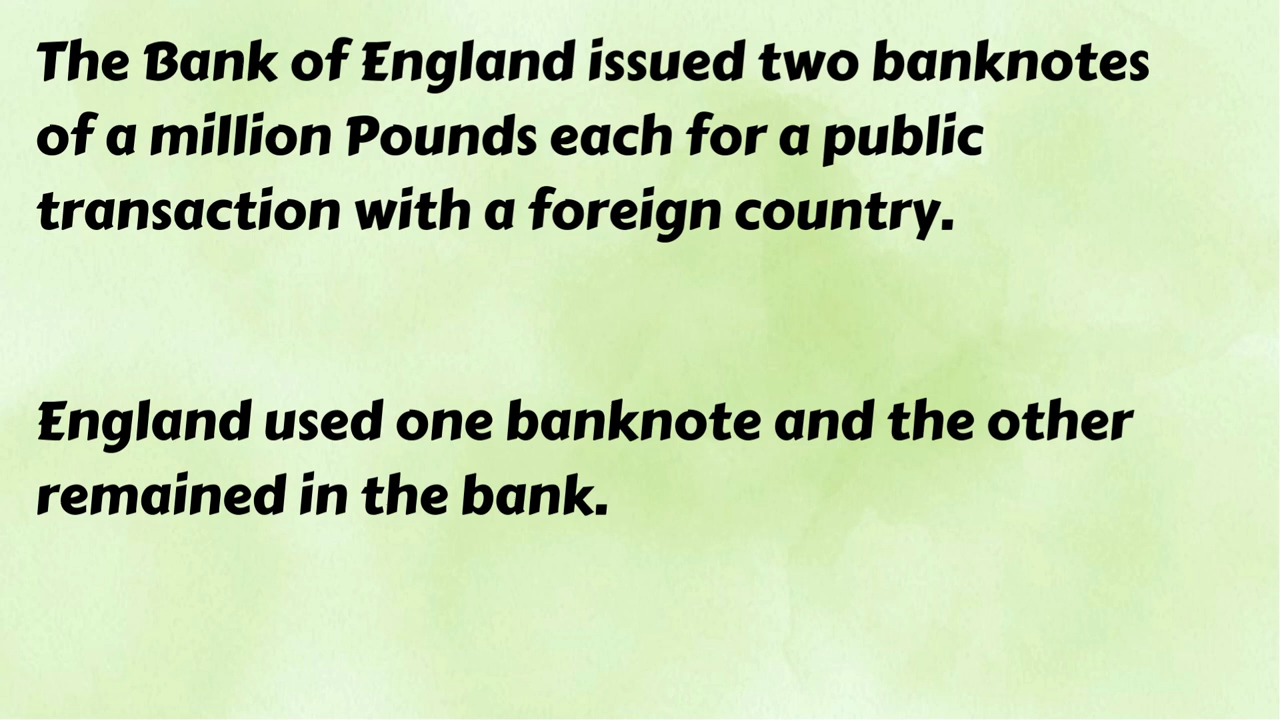 The Bank of England issued two banknotes
of a million Pounds each for a public
transaction with a foreign country.
England used one banknote and the other
remained in the bank.